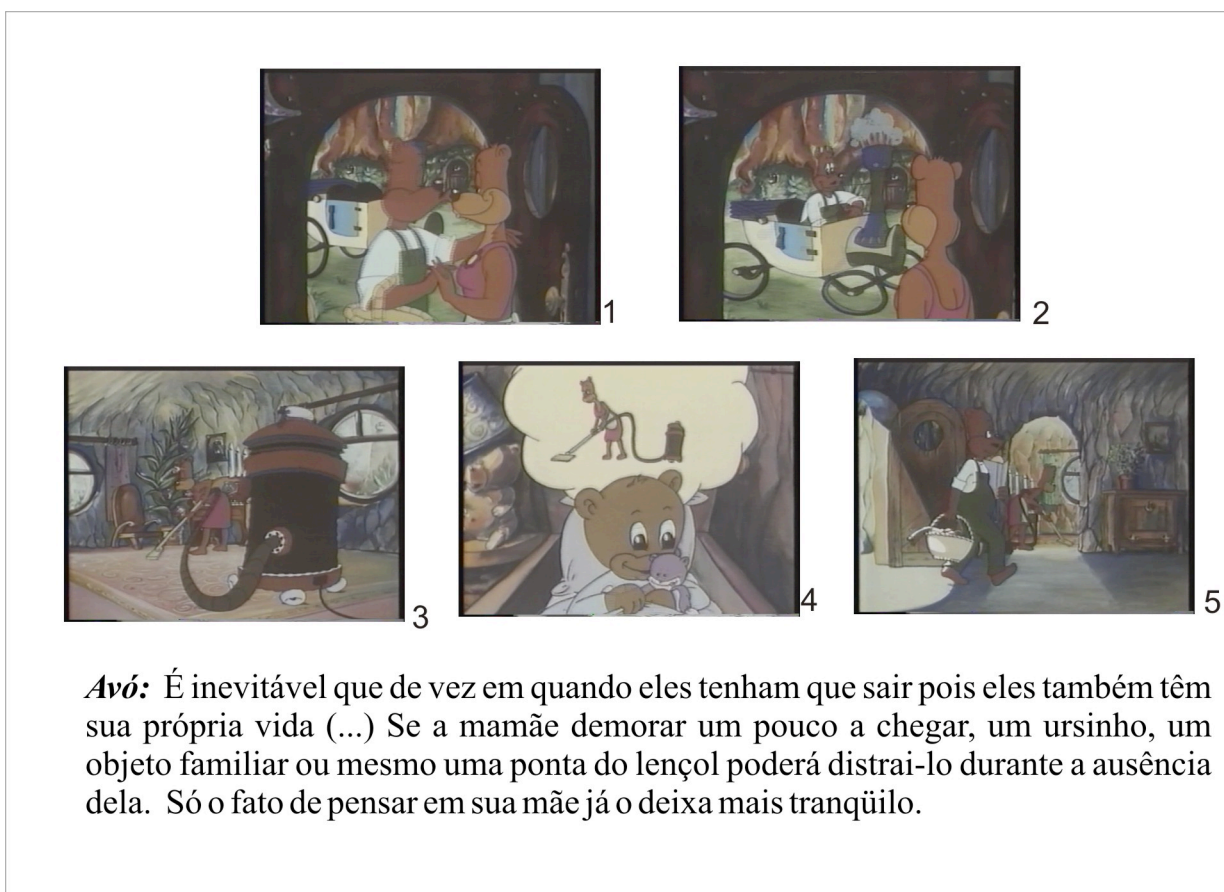 1
2
3
4
5
Avó: É inevitável que de vez em quando eles tenham que sair pois eles também têm
sua própria vida (...) Se a mamãe demorar um pouco a chegar, um ursinho, um
objeto familiar ou mesmo uma ponta do lençol poderá distrai-lo durante a ausência
dela. Só o fato de pensar em sua mãe já o deixa mais tranqüilo.